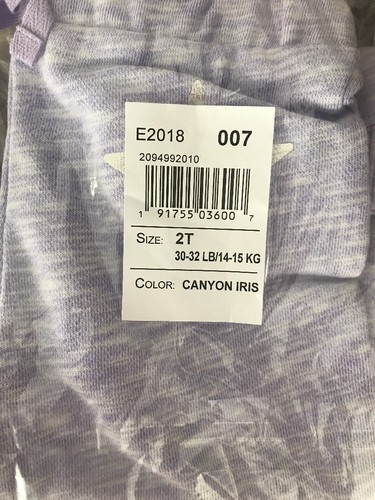 E2018 007
2094992010
1 91755 03600 7
SIZE: 2T
30-32 LB/14-15 KG
COLOR: CANYON IRIS